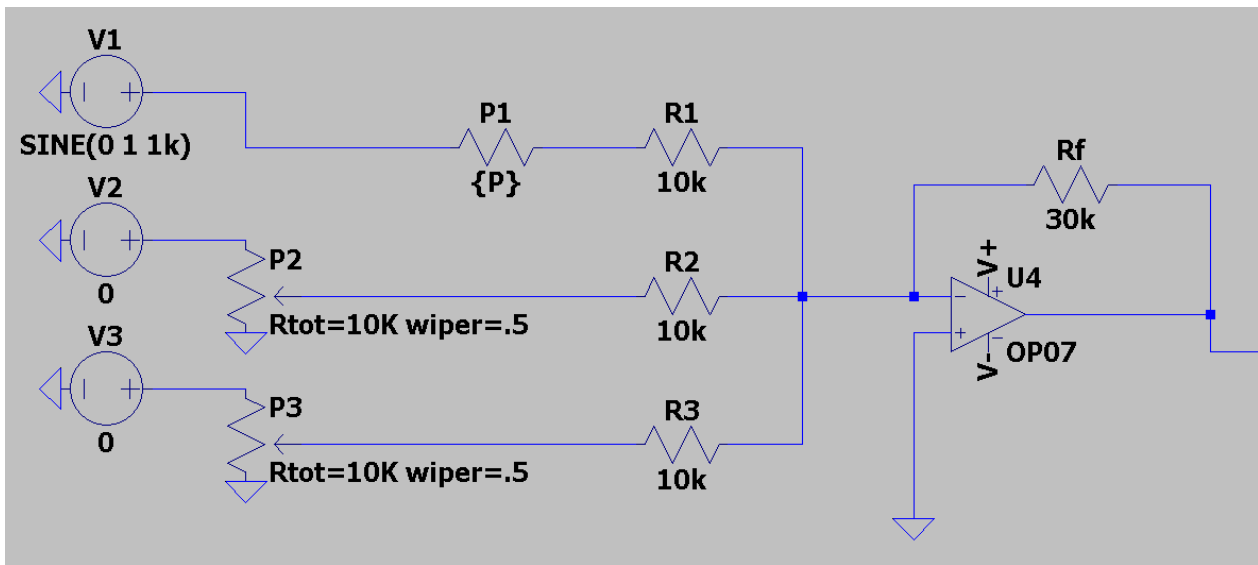 V1
SINE(0 1 1k)
P1
{P}
R1
10k
Rf
30k
V2
0
P2
Rtot=10K wiper=.5
R2
10k
V+
U4
OP07
V-
V3
0
P3
Rtot=10K wiper=.5
R3
10k